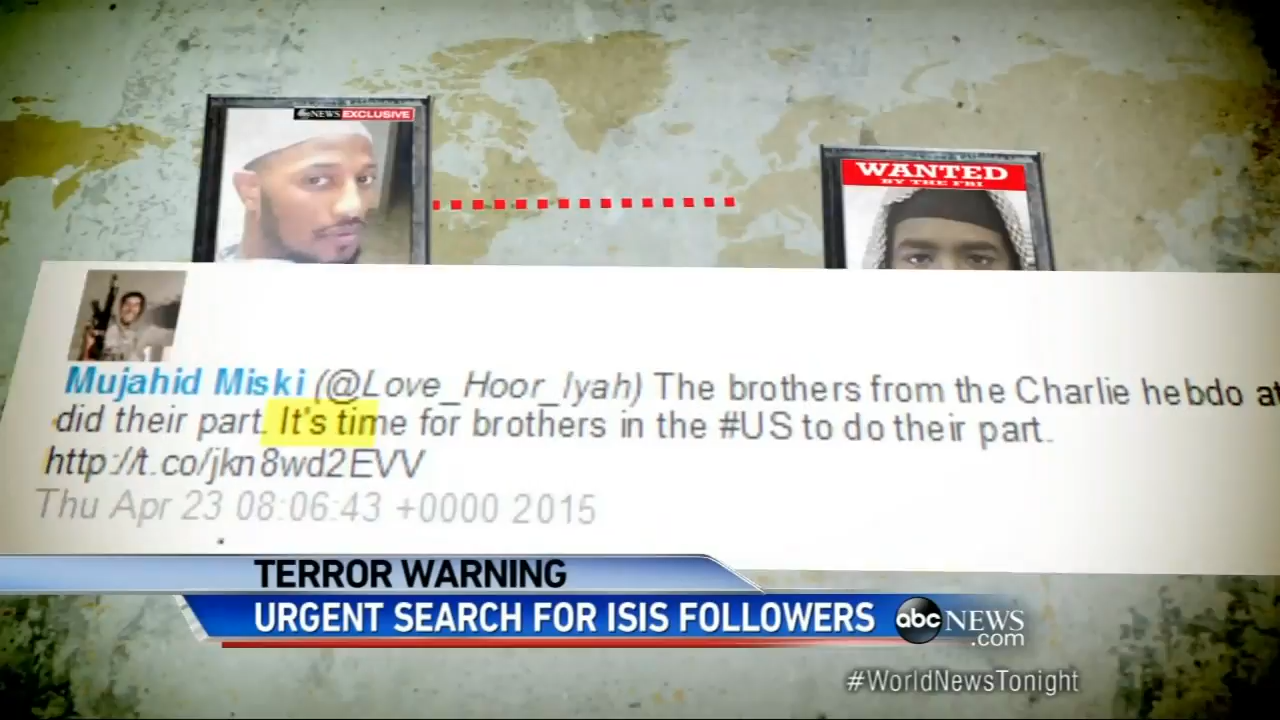 abc NEWS EXCLUSIVE
WANTED
BY THE FBI
Mujahid Miski (@Love_Hoor_Iyah) The brothers from the Charlie hebdo
did their part. It's time for brothers in the #US to do their part.
http://t.co/jkn8wd2EVV
Thu Apr 23 08:06:43 +0000 2015
TERROR WARNING
URGENT SEARCH FOR ISIS FOLLOWERS
abc NEWS
.com
#WorldNewsTonight